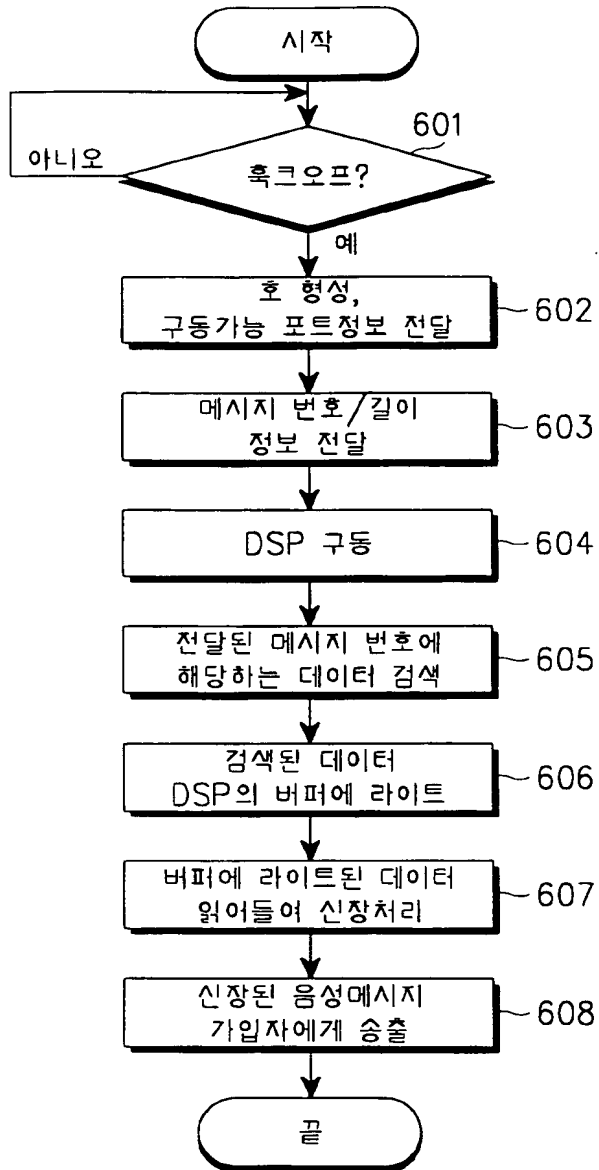 시작
601
아니오
훅크오프?
예
호 형성,
구동가능 포트정보 전달
602
메시지 번호/길이
정보 전달
603
DSP 구동
604
전달된 메시지 번호에
해당하는 데이터 검색
605
검색된 데이터
DSP의 버퍼에 라이트
606
버퍼에 라이트된 데이터
읽어들여 신장처리
607
신장된 음성메시지
가입자에게 송출
608
끝